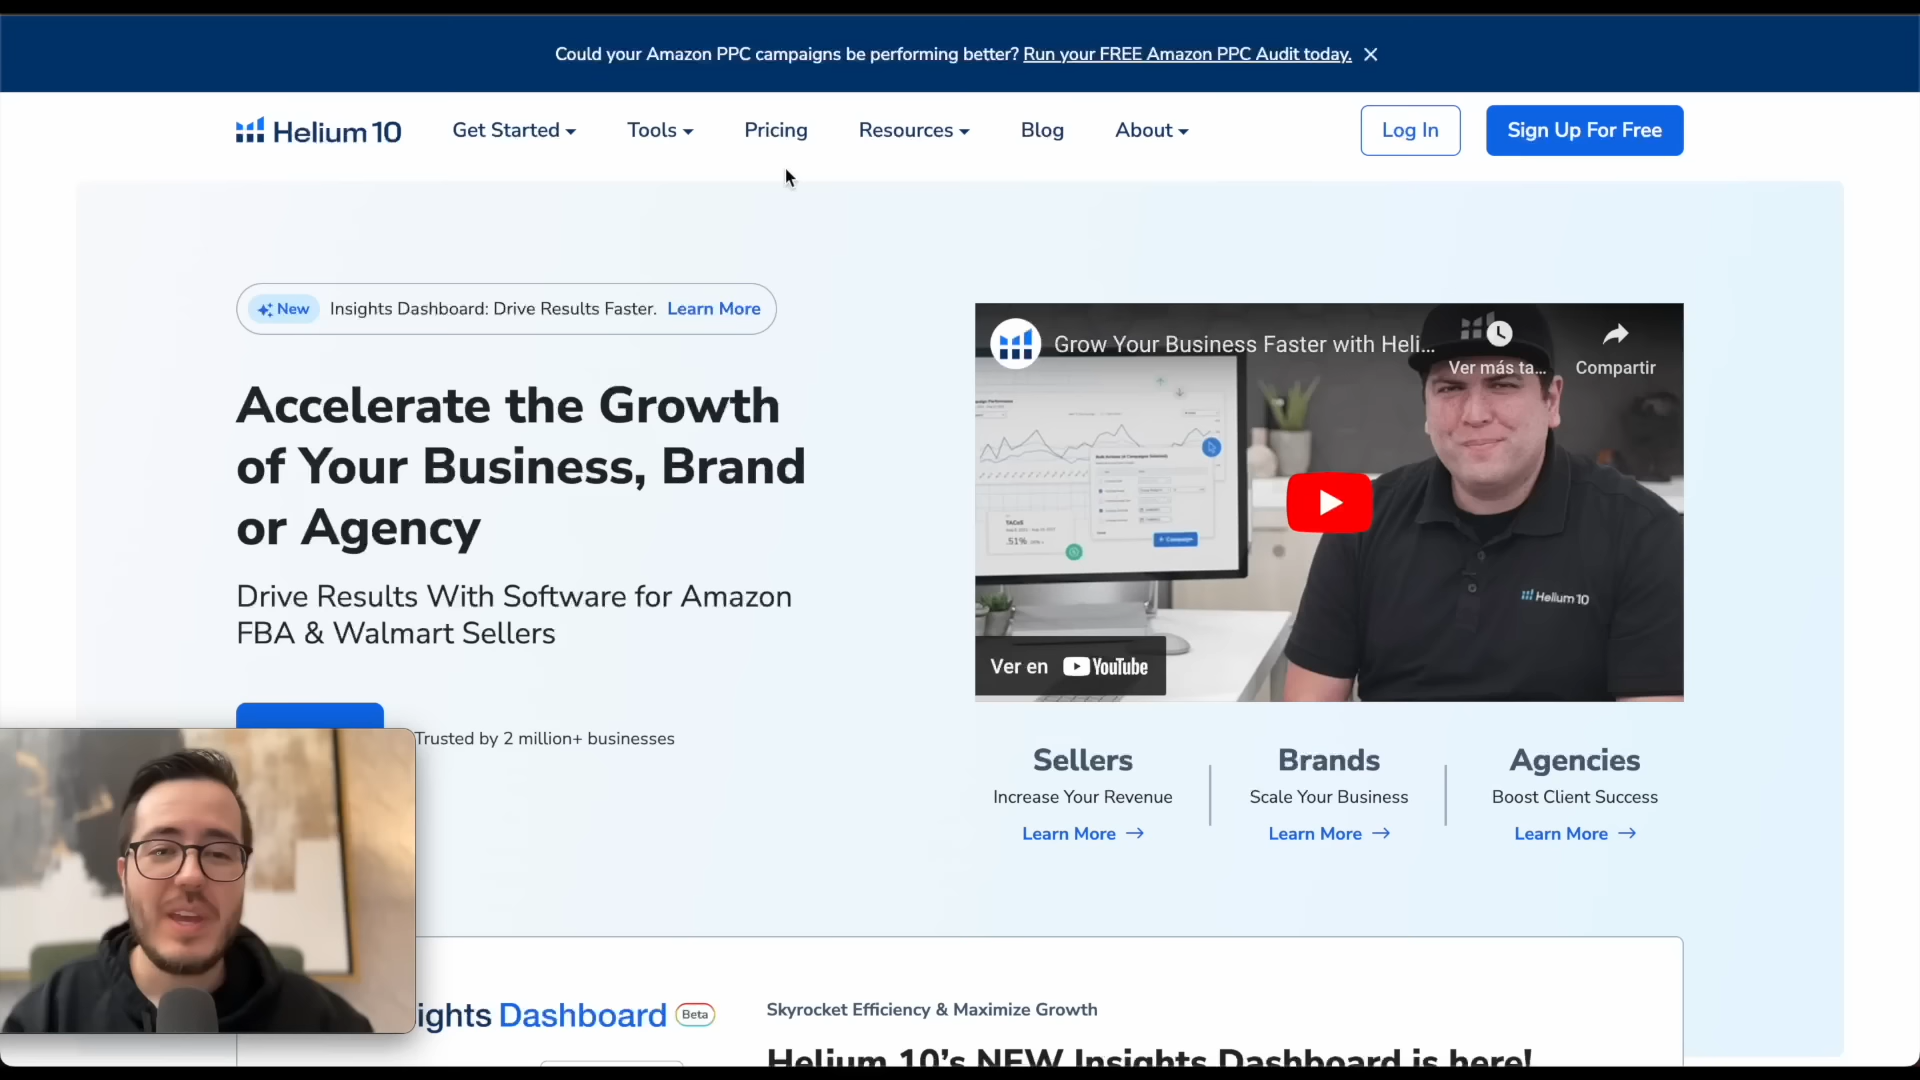 Could your Amazon PPC campaigns be performing better? Run your FREE Amazon PPC Audit today.
Helium 10
Get Started
Tools
Pricing
Resources
Blog
About
Log In
Sign Up For Free
New Insights Dashboard: Drive Results Faster. Learn More
Accelerate the Growth
of Your Business, Brand
or Agency
Drive Results With Software for Amazon
FBA & Walmart Sellers
Trusted by 2 million+ businesses
Grow Your Business Faster with Heli...
Ver más ta...
Compartir
TACoS
.51%
+ Campaign
Helium 10
Ver en YouTube
Sellers
Increase Your Revenue
Learn More
Brands
Scale Your Business
Learn More
Agencies
Boost Client Success
Learn More
ights Dashboard Beta
Skyrocket Efficiency & Maximize Growth
Helium 10's NEW Insights Dashboard is here!